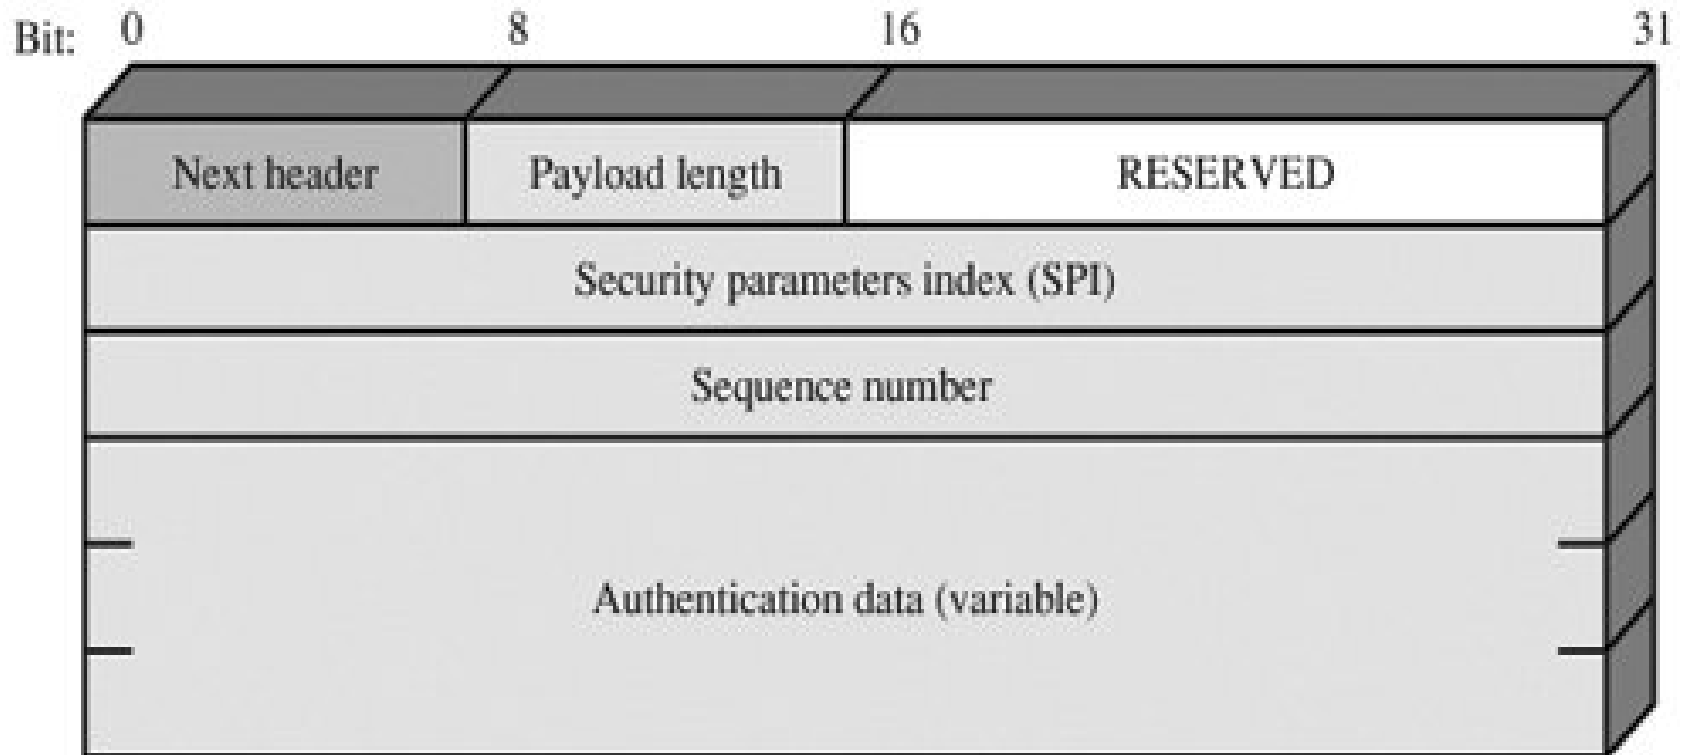 Bit: 0 8 16 31
Next header Payload length RESERVED
Security parameters index (SPI)
Sequence number
Authentication data (variable)